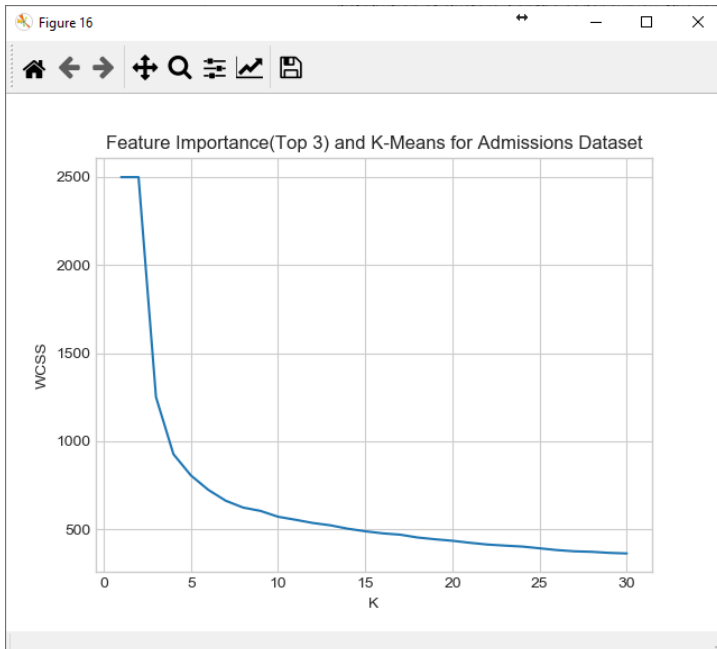 Figure 16
Feature Importance(Top 3) and K-Means for Admissions Dataset
2500
2000
1500
1000
500
WCSS
0 5 10 15 20 25 30
K